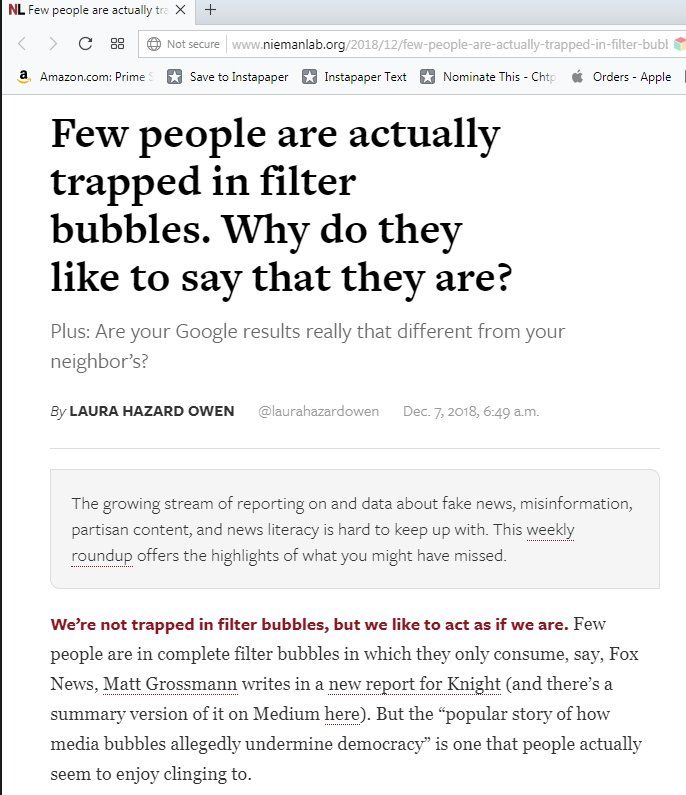 NL Few people are actually tra
Not secure www.niemanlab.org/2018/12/few-people-are-actually-trapped-in-filter-bubl
a Amazon.com: Prime S Save to Instapaper Instapaper Text Nominate This - Chtp Orders - Apple
Few people are actually
trapped in filter
bubbles. Why do they
like to say that they are?
Plus: Are your Google results really that different from your
neighbor’s?
By LAURA HAZARD OWEN @laurahazardowen Dec. 7, 2018, 6:49 a.m.
The growing stream of reporting on and data about fake news, misinformation,
partisan content, and news literacy is hard to keep up with. This weekly
roundup offers the highlights of what you might have missed.
We’re not trapped in filter bubbles, but we like to act as if we are. Few
people are in complete filter bubbles in which they only consume, say, Fox
News, Matt Grossmann writes in a new report for Knight (and there’s a
summary version of it on Medium here). But the “popular story of how
media bubbles allegedly undermine democracy” is one that people actually
seem to enjoy clinging to.